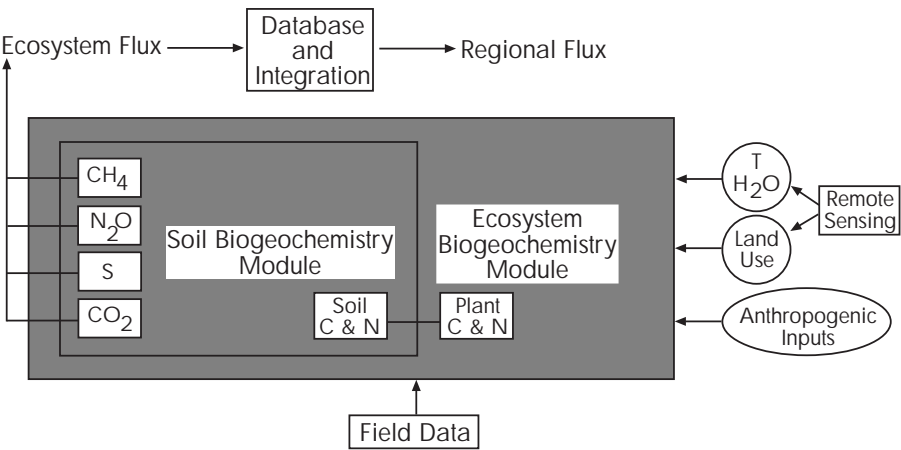 Ecosystem Flux
Database
and
Integration
Regional Flux
CH4
N2O
S
CO2
Soil Biogeochemistry
Module
Ecosystem
Biogeochemistry
Module
Soil
C & N
Plant
C & N
T
H2O
Land
Use
Remote
Sensing
Anthropogenic
Inputs
Field Data